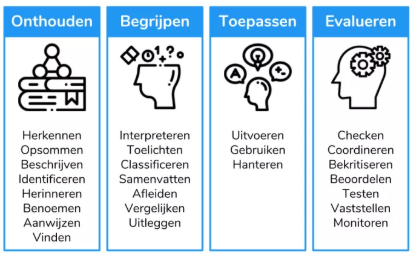 Onthouden
Herkennen
Opsommen
Beschrijven
Identificeren
Herinneren
Benoemen
Aanwijzen
Vinden
Begrijpen
Interpreteren
Toelichten
Classificeren
Samenvatten
Afleiden
Vergelijken
Uitleggen
Toepassen
A
Uitvoeren
Gebruiken
Hanteren
Evalueren
Checken
Coordineren
Bekritiseren
Beoordelen
Testen
Vaststellen
Monitoren